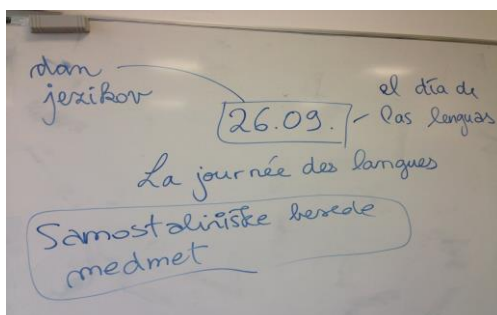 dan
jezikov
26.09.
el día de
las lenguas
La journée des langues
Samostalniške besede
medmet